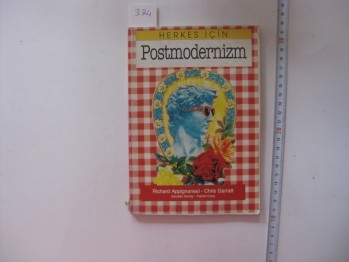 324
HERKES İÇİN
Postmodernizm
Richard Appignanesi - Chris Garratt